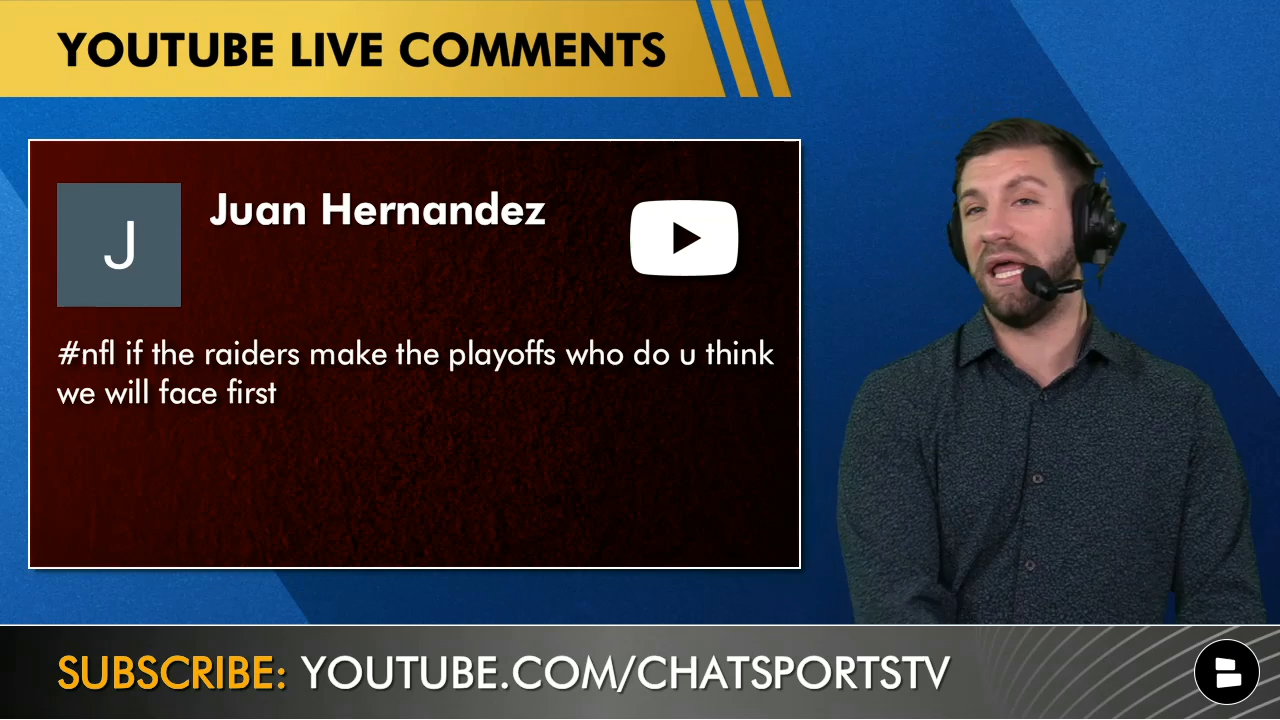 YOUTUBE LIVE COMMENTS
J
Juan Hernandez
#nfl if the raiders make the playoffs who do u think
we will face first
SUBSCRIBE: YOUTUBE.COM/CHATSPORTSTV